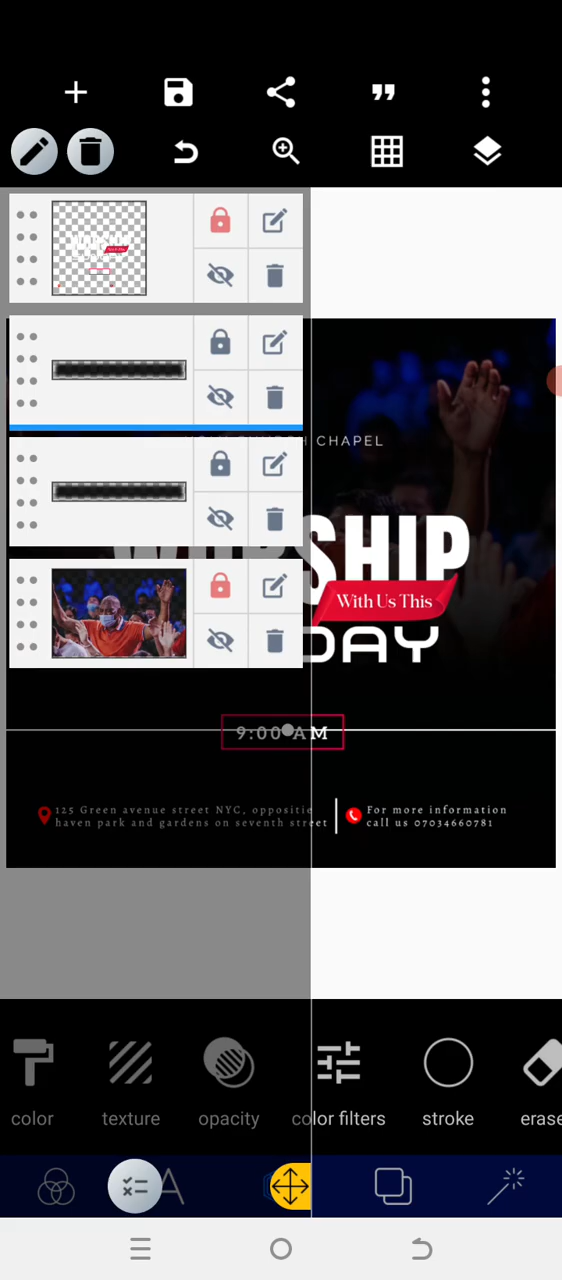 CHAPEL
WORSHIP
With Us This
DAY
9:00 AM
125 Green avenue street NYC, oppositie
haven park and gardens on seventh street
For more information
call us 07034660781
color
texture
opacity
color filters
stroke
erase